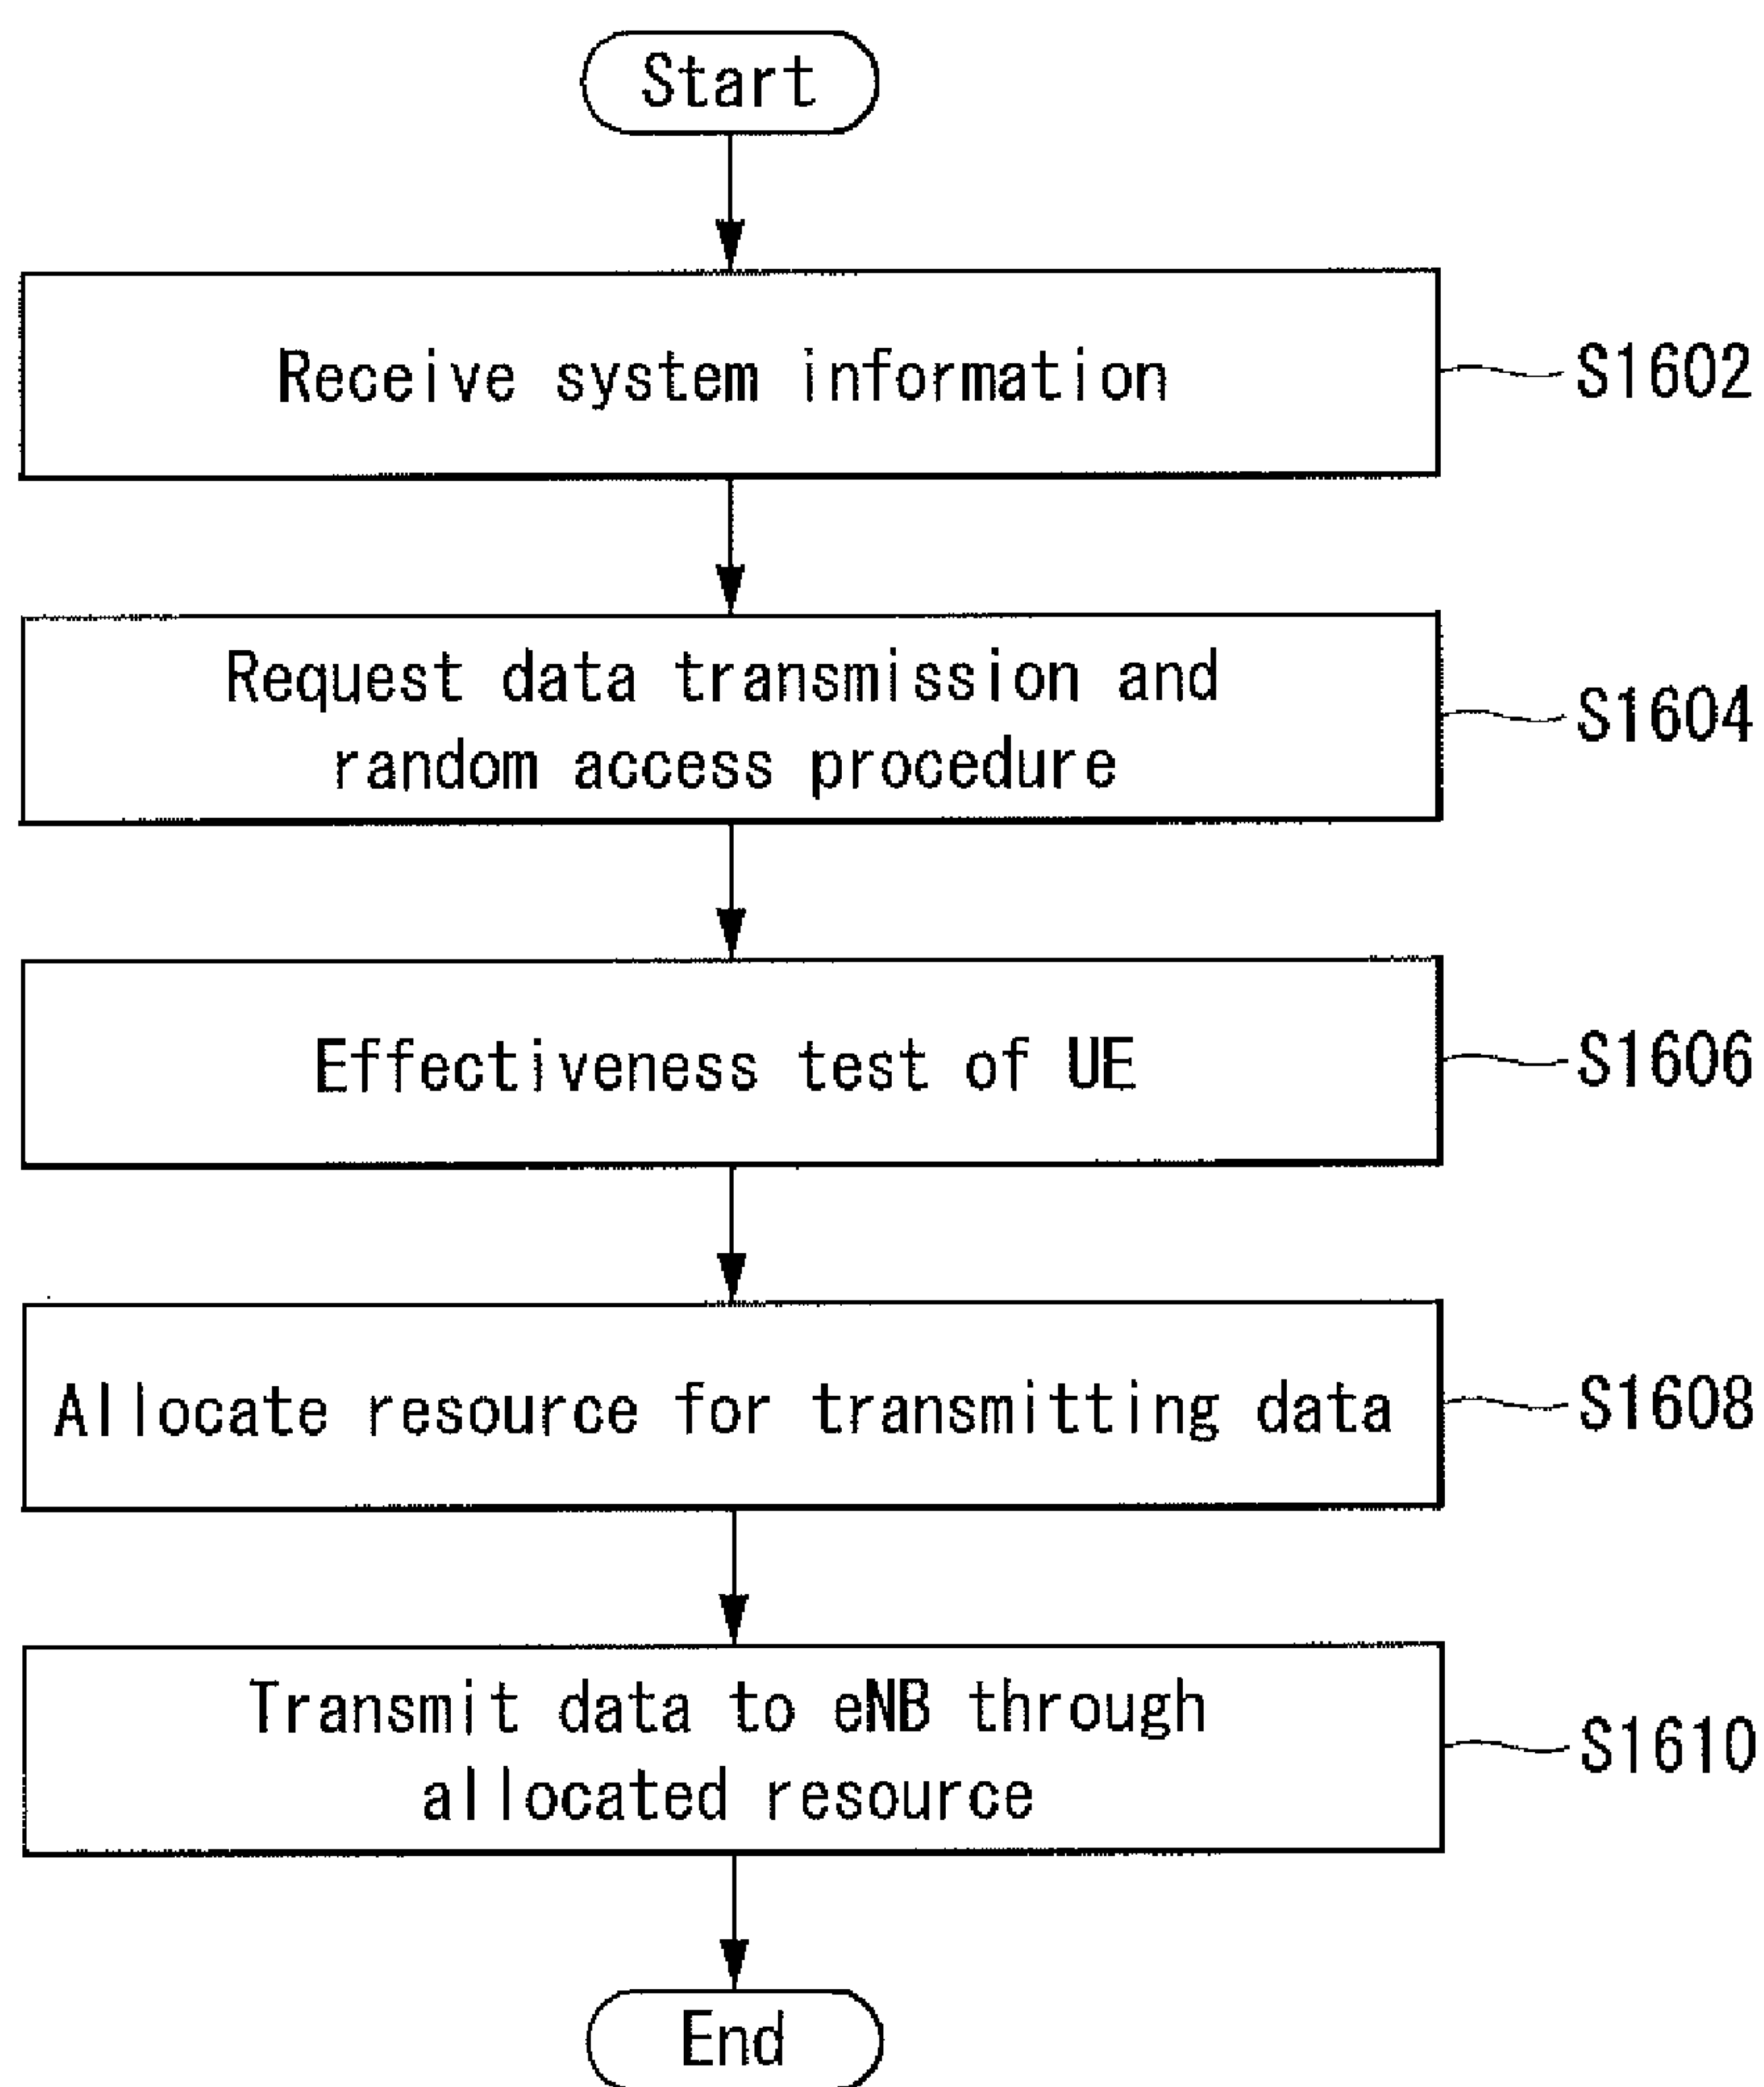 Start
Receive system information
S1602
Request data transmission and
random access procedure
S1604
Effectiveness test of UE
S1606
Allocate resource for transmitting data
S1608
Transmit data to eNB through
allocated resource
S1610
End